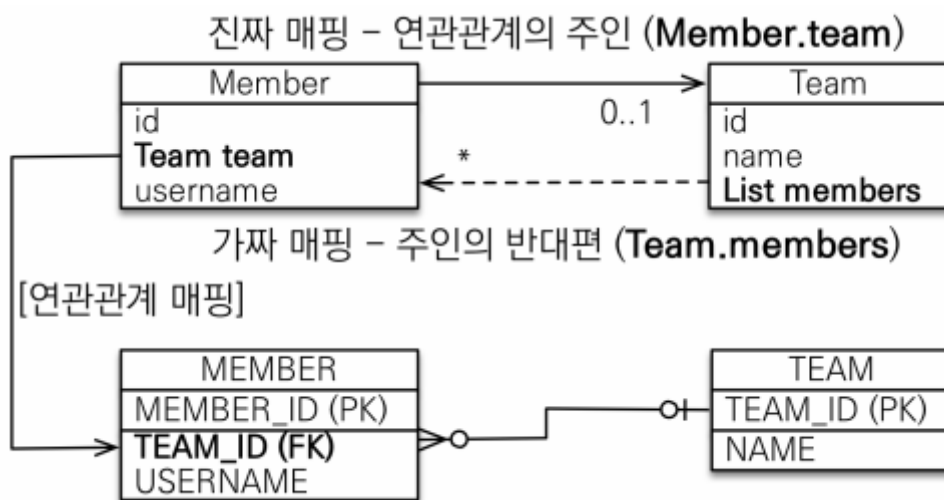 진짜 매핑 – 연관관계의 주인 (Member.team)
Member
id
Team team
username
0..1
*
Team
id
name
List members
가짜 매핑 – 주인의 반대편 (Team.members)
[연관관계 매핑]
MEMBER
MEMBER_ID (PK)
TEAM_ID (FK)
USERNAME
TEAM
TEAM_ID (PK)
NAME